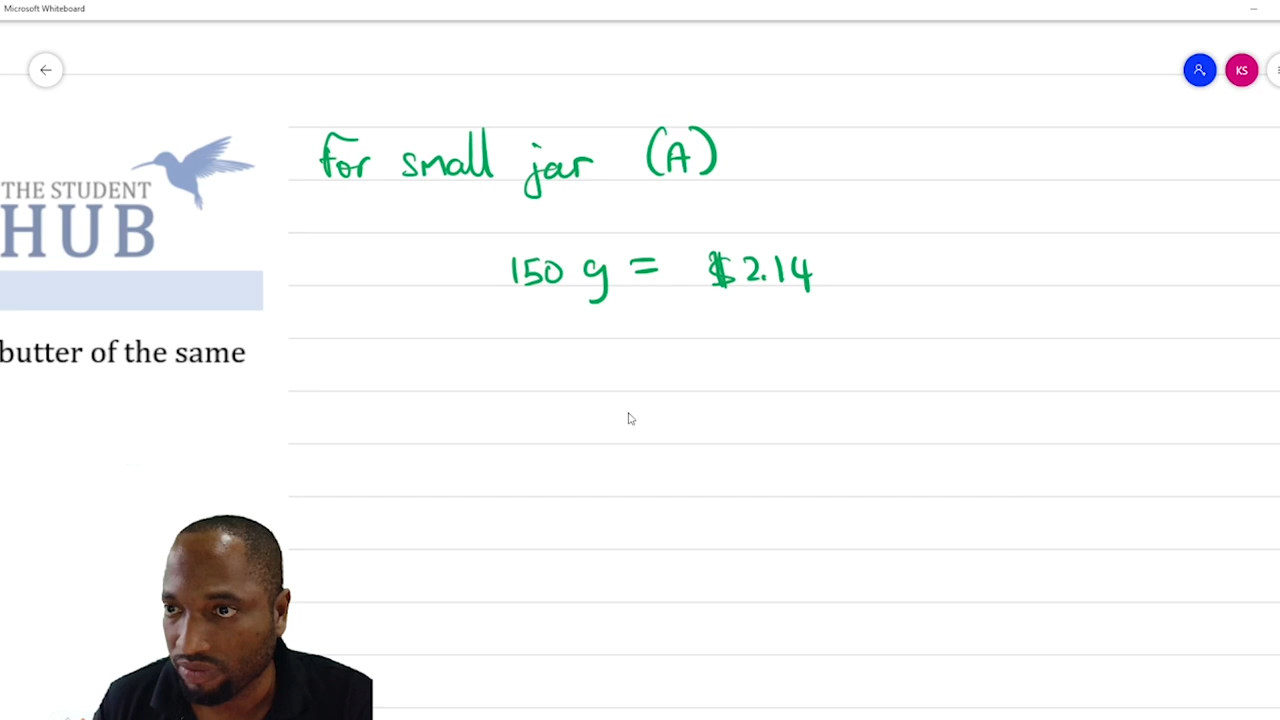 Microsoft Whiteboard
KS
For small jar (A)
THE STUDENT
HUB
150 g = $2.14
butter of the same